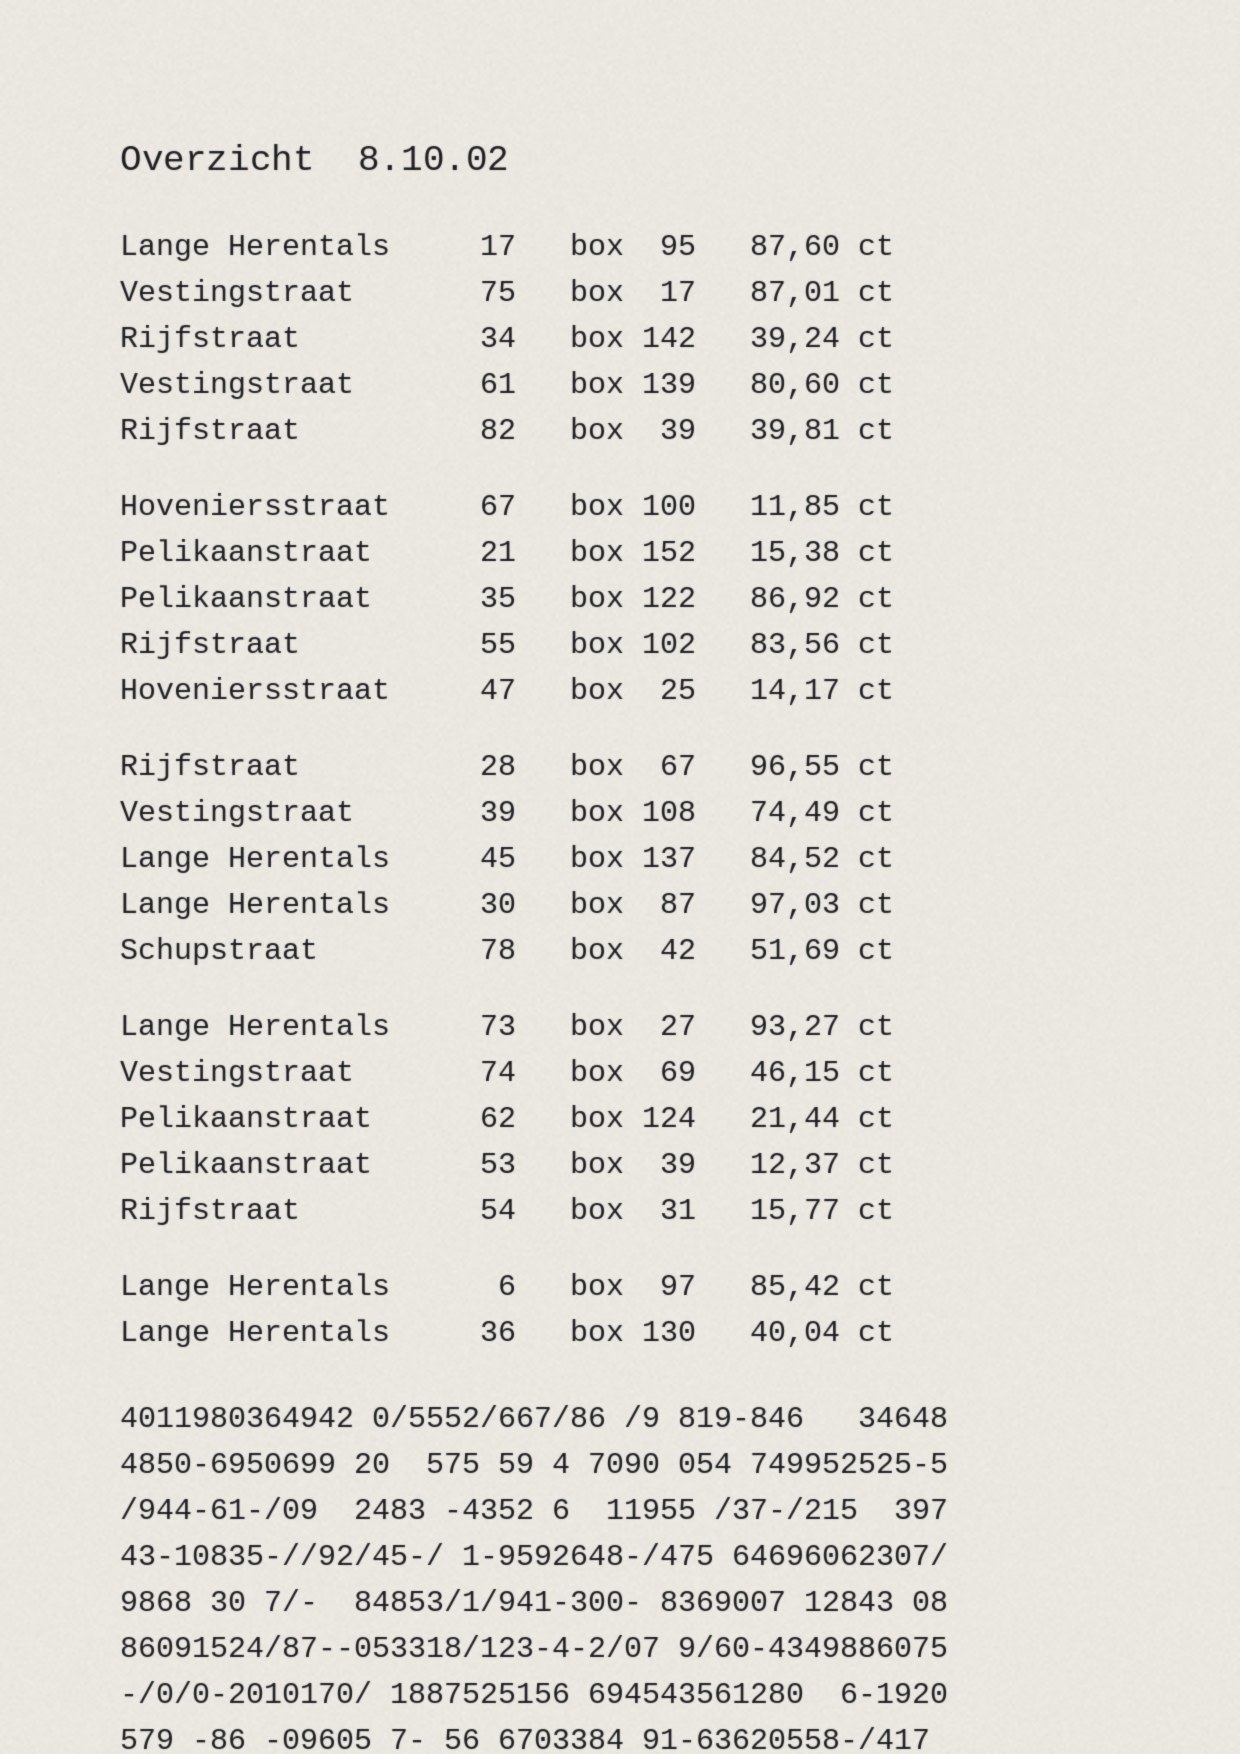 Overzicht  8.10.02
Lange Herentals     17   box  95   87,60 ct
Vestingstraat       75   box  17   87,01 ct
Rijfstraat          34   box 142   39,24 ct
Vestingstraat       61   box 139   80,60 ct
Rijfstraat          82   box  39   39,81 ct
Hoveniersstraat     67   box 100   11,85 ct
Pelikaanstraat      21   box 152   15,38 ct
Pelikaanstraat      35   box 122   86,92 ct
Rijfstraat          55   box 102   83,56 ct
Hoveniersstraat     47   box  25   14,17 ct
Rijfstraat          28   box  67   96,55 ct
Vestingstraat       39   box 108   74,49 ct
Lange Herentals     45   box 137   84,52 ct
Lange Herentals     30   box  87   97,03 ct
Schupstraat         78   box  42   51,69 ct
Lange Herentals     73   box  27   93,27 ct
Vestingstraat       74   box  69   46,15 ct
Pelikaanstraat      62   box 124   21,44 ct
Pelikaanstraat      53   box  39   12,37 ct
Rijfstraat          54   box  31   15,77 ct
Lange Herentals      6   box  97   85,42 ct
Lange Herentals     36   box 130   40,04 ct
4011980364942 0/5552/667/86 /9 819-846   34648
4850-6950699 20  575 59 4 7090 054 749952525-5
/944-61-/09  2483 -4352 6  11955 /37-/215  397
43-10835-//92/45-/ 1-9592648-/475 64696062307/
9868 30 7/-  84853/1/941-300- 8369007 12843 08
86091524/87--053318/123-4-2/07 9/60-4349886075
-/0/0-2010170/ 1887525156 694543561280  6-1920
579 -86 -09605 7- 56 6703384 91-63620558-/417